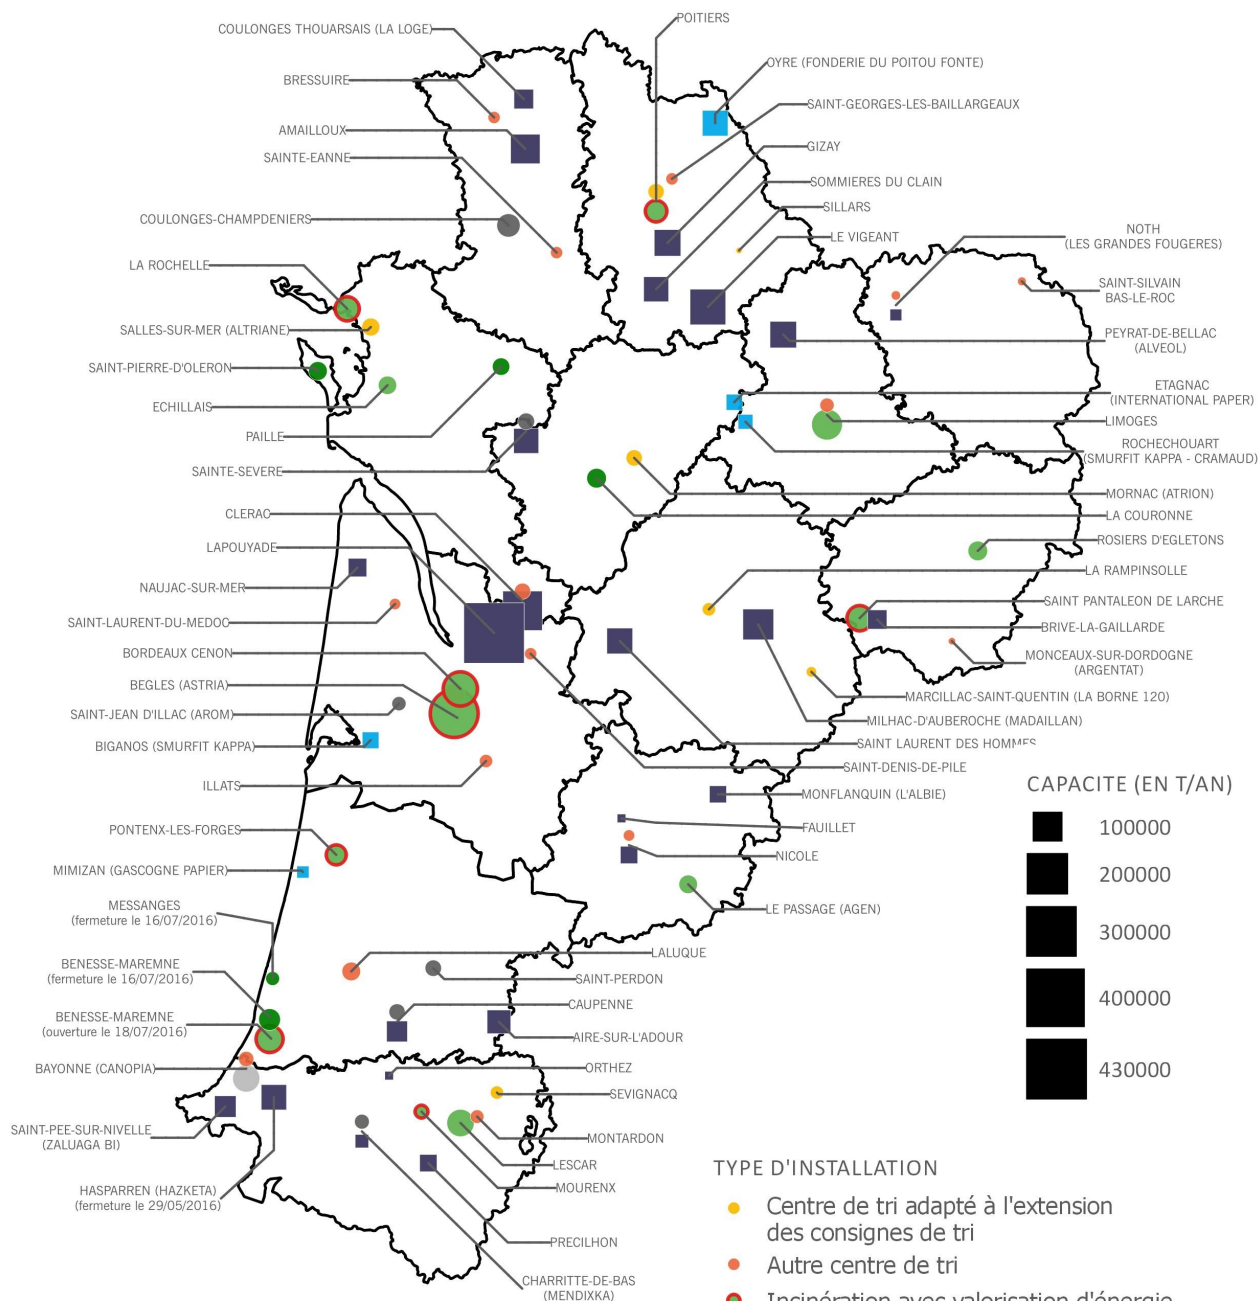 COULONGES THOUARSAIS (LA LOGE)
BRESSUIRE
AMAILLOUX
SAINTE-EANNE
COULONGES-CHAMPDENIERS
LA ROCHELLE
SALLES-SUR-MER (ALTRIANE)
SAINT-PIERRE-D'OLERON
ECHILLAIS
PAILLE
SAINTE-SEVERE
CLERAC
LAPOUYADE
NAUJAC-SUR-MER
SAINT-LAURENT-DU-MEDOC
BORDEAUX CENON
BEGLES (ASTRIA)
SAINT-JEAN D'ILLAC (AROM)
BIGANOS (SMURFIT KAPPA)
ILLATS
PONTENX-LES-FORGES
MIMIZAN (GASCOGNE PAPIER)
MESSANGES
(fermeture le 16/07/2016)
BENESSE-MAREMNE
(fermeture le 16/07/2016)
BENESSE-MAREMNE
(ouverture le 18/07/2016)
BAYONNE (CANOPIA)
SAINT-PEE-SUR-NIVELLE
(ZALUAGA BI)
HASPARREN (HAZKETA)
(fermeture le 29/05/2016)
POITIERS
OYRE (FONDERIE DU POITOU FONTE)
SAINT-GEORGES-LES-BAILLARGEAUX
GIZAY
SOMMIERES DU CLAIN
SILLARS
LE VIGEANT
NOTH
(LES GRANDES FOUGERES)
SAINT-SILVAIN
BAS-LE-ROC
PEYRAT-DE-BELLAC
(ALVEOL)
ETAGNAC
(INTERNATIONAL PAPER)
LIMOGES
ROCHECHOUART
(SMURFIT KAPPA - CRAMAUD)
MORNAC (ATRION)
LA COURONNE
ROSIERS D'EGLETONS
LA RAMPINSOLLE
SAINT PANTALEON DE LARCHE
BRIVE-LA-GAILLARDE
MONCEAUX-SUR-DORDOGNE
(ARGENTAT)
MARCILLAC-SAINT-QUENTIN (LA BORNE 120)
MILHAC-D'AUBEROCHE (MADAILLAN)
SAINT LAURENT DES HOMMES
SAINT-DENIS-DE-PILE
MONFLANQUIN (L'ALBIE)
FAUILLET
NICOLE
LE PASSAGE (AGEN)
LALUQUE
SAINT-PERDON
CAUPENNE
AIRE-SUR-L'ADOUR
ORTHEZ
SEVIGNACQ
MONTARDON
LESCAR
MOURENX
PRECILHON
CHARRITTE-DE-BAS
(MENDIXKA)
CAPACITE (EN T/AN)
100000
200000
300000
400000
430000
TYPE D'INSTALLATION
Centre de tri adapté à l'extension
des consignes de tri
Autre centre de tri
Incinération avec valorisation d'énergie